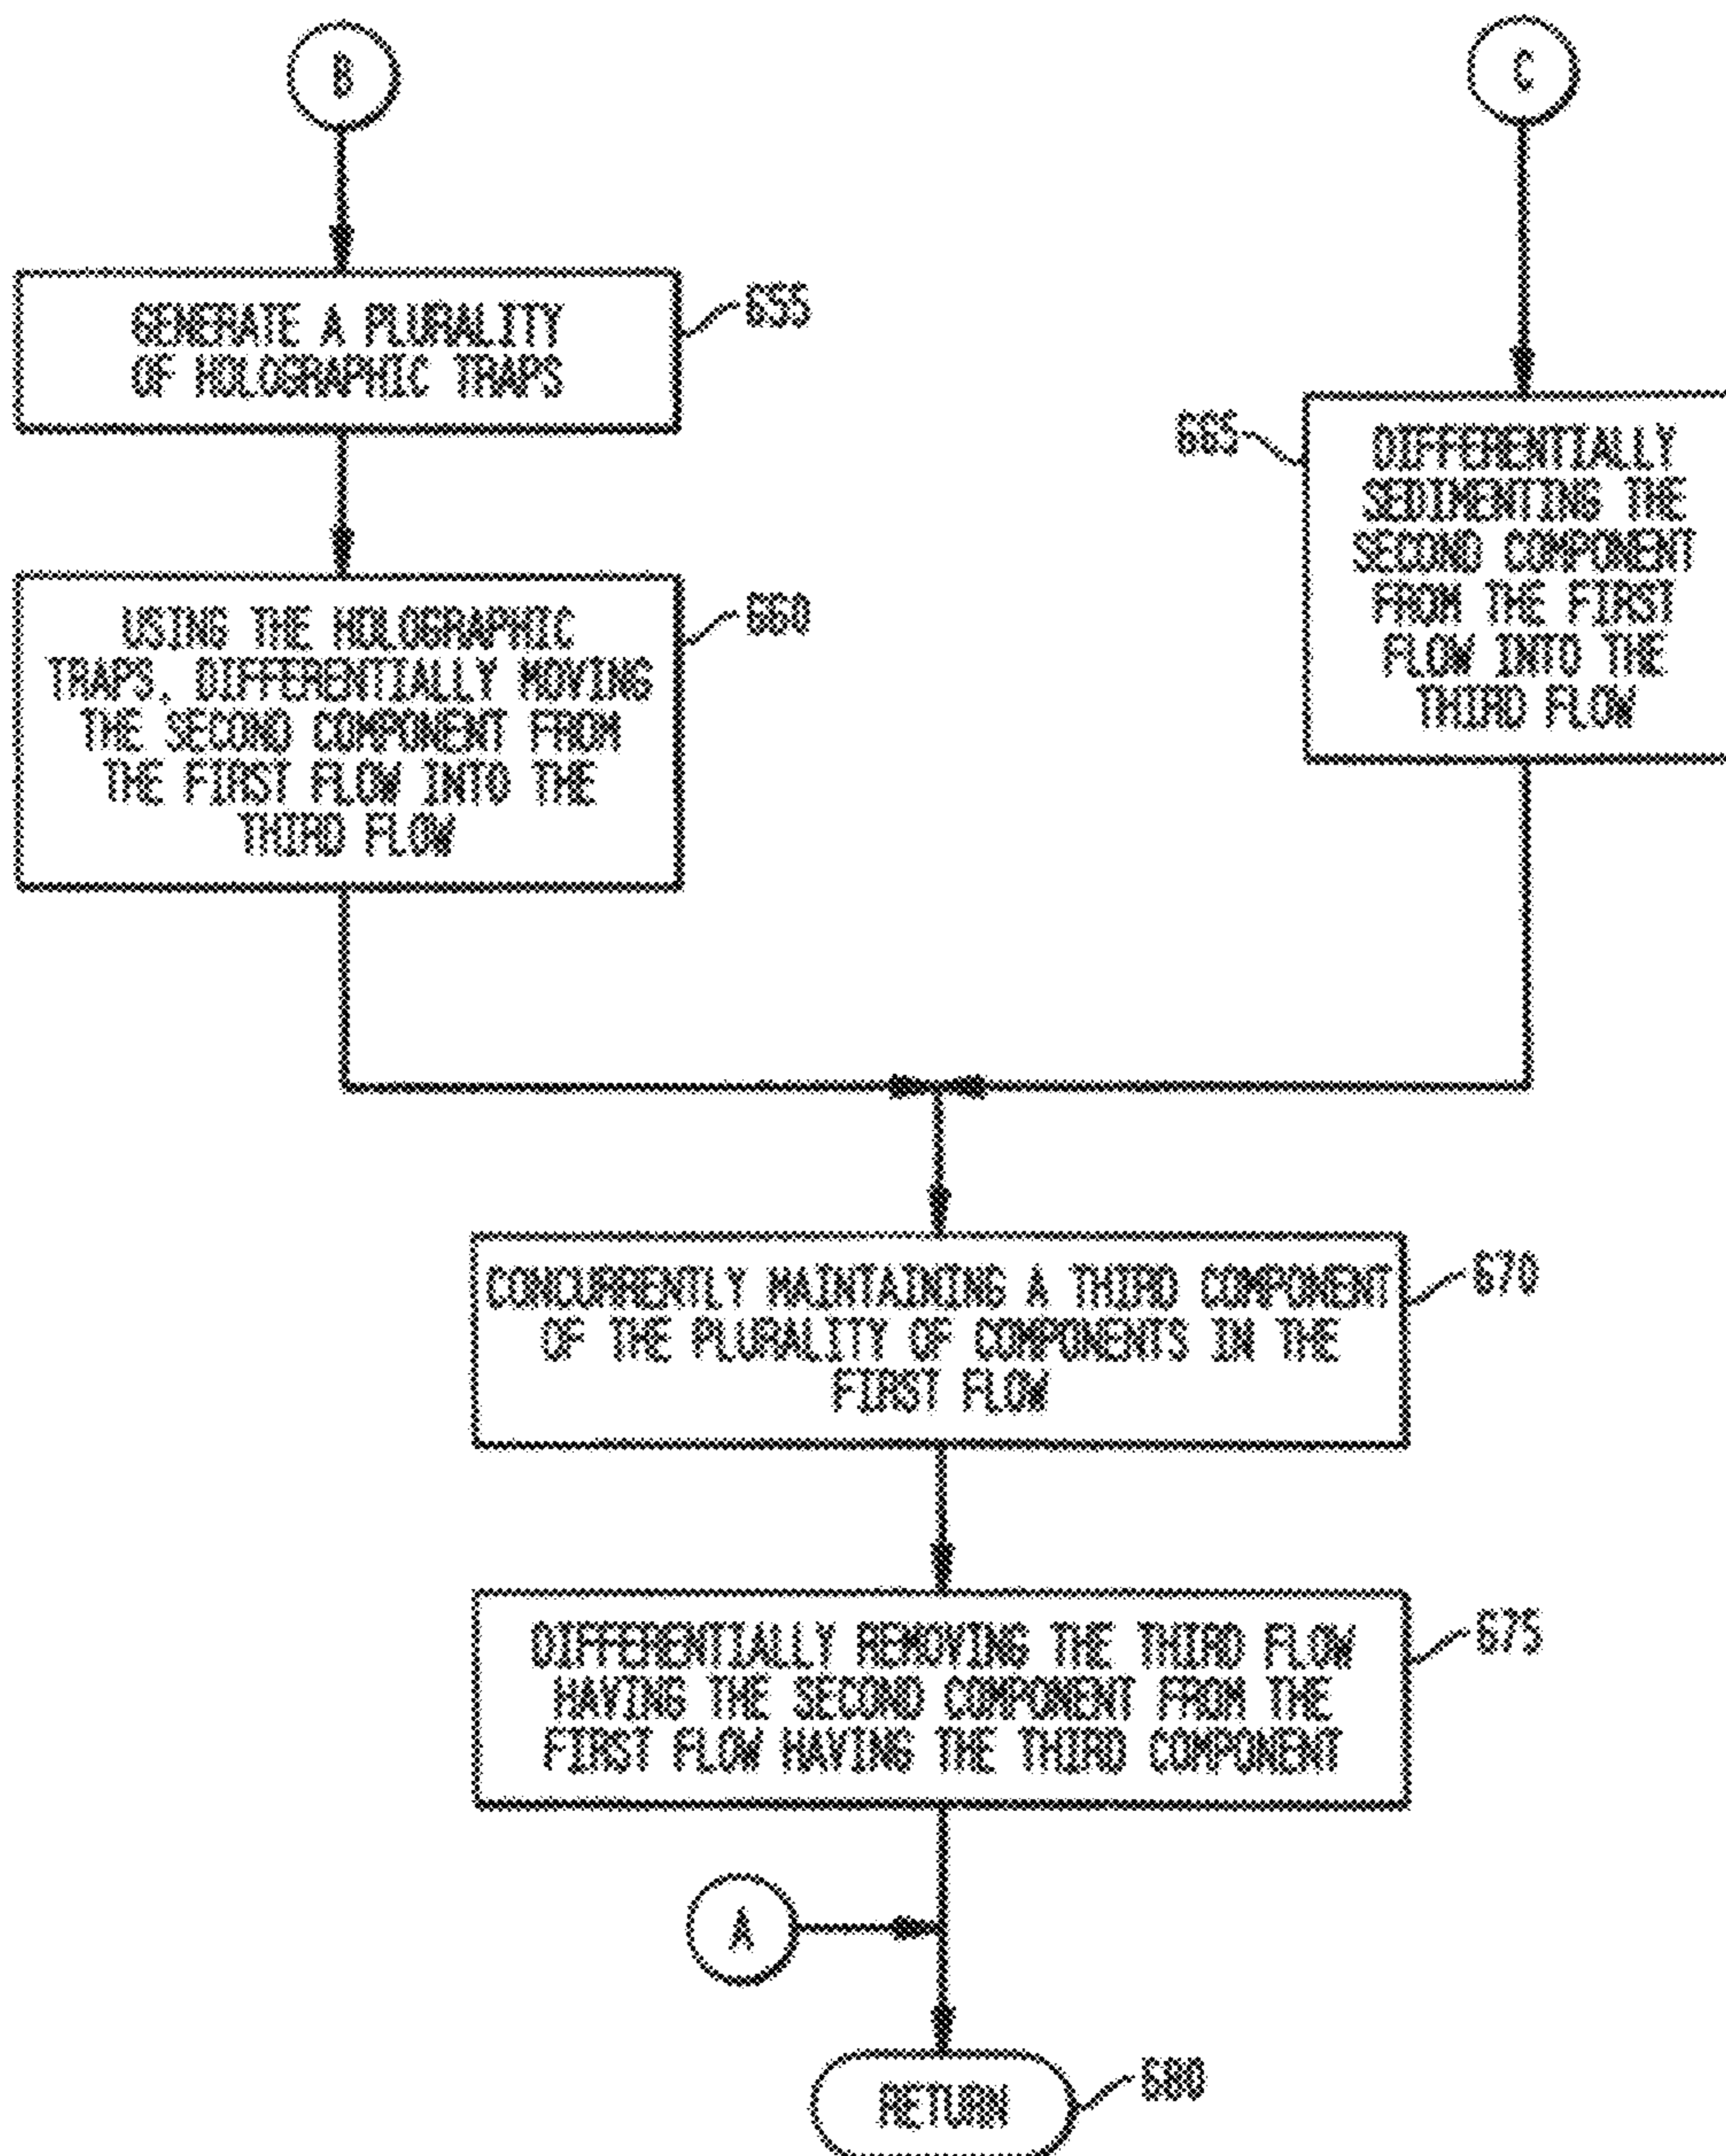 B
C
GENERATE A PLURALITY
OF HOLOGRAPHIC TRAPS
655
USING THE HOLOGRAPHIC
TRAPS, DIFFERENTIALLY MOVING
THE SECOND COMPONENT FROM
THE FIRST FLOW INTO THE
THIRD FLOW
660
665
DIFFERENTIALLY
SEDIMENTING THE
SECOND COMPONENT
FROM THE FIRST
FLOW INTO THE
THIRD FLOW
CONCURRENTLY MAINTAINING A THIRD COMPONENT
OF THE PLURALITY OF COMPONENTS IN THE
FIRST FLOW
670
DIFFERENTIALLY REMOVING THE THIRD FLOW
HAVING THE SECOND COMPONENT FROM THE
FIRST FLOW HAVING THE THIRD COMPONENT
675
A
RETURN
680